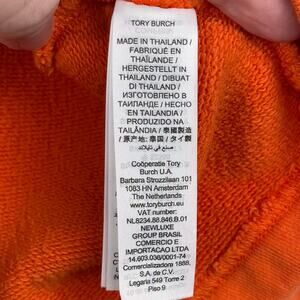 TORY BURCH
MADE IN THAILAND /
FABRIQUÉ EN
THAÏLANDE /
HERGESTELLT IN
THAILAND / DIBUAT
DI THAILAND /
ИЗГОТОВЛЕНО В
ТАИЛАНДЕ / HECHO
EN TAILANDIA /
PRODUZIDO NA
TAILÂNDIA / 泰國製造
/ 原产地: 泰国 / タイ製
صنع في تايلاند
Coöperatie Tory
Burch U.A.
Barbara Strozzilaan 101
1083 HN Amsterdam
The Netherlands
www.toryburch.eu
VAT number:
NL8234.88.846.B.01
NEWLUXE
GROUP BRASIL
COMERCIO E
IMPORTACAO LTDA
14.603.036/0001-74
Comercializadora 1888,
S.A. de C.V.
Legaria 549 Torre 2
Piso 9